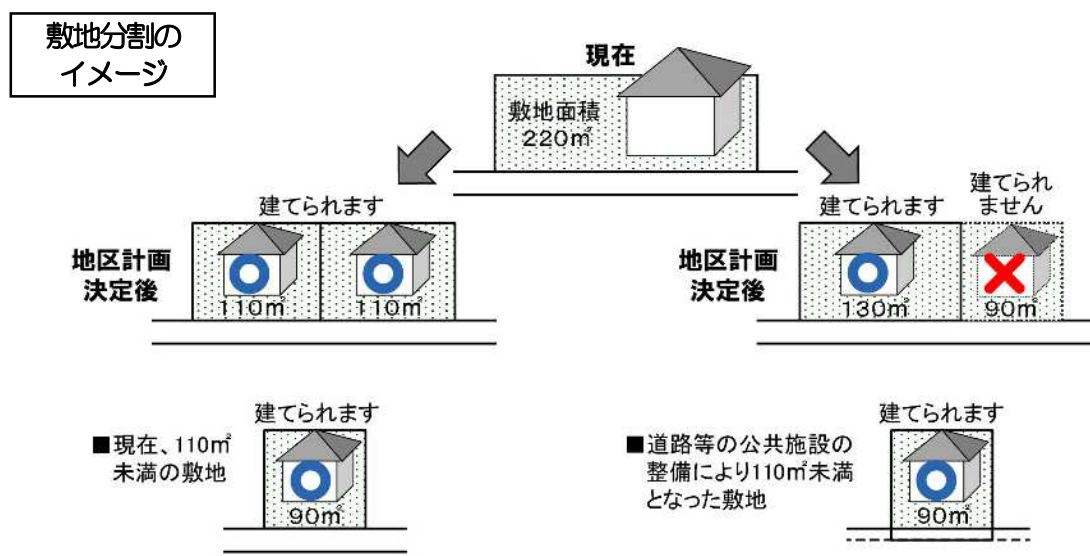 敷地分割の
イメージ
現在
敷地面積
220㎡
建てられます
地区計画
決定後
110㎡
110㎡
建てられます
建てられ
ません
地区計画
決定後
130㎡
90㎡
■現在、110㎡
未満の敷地
建てられます
90㎡
■道路等の公共施設の
整備により110㎡未満
となった敷地
建てられます
90㎡